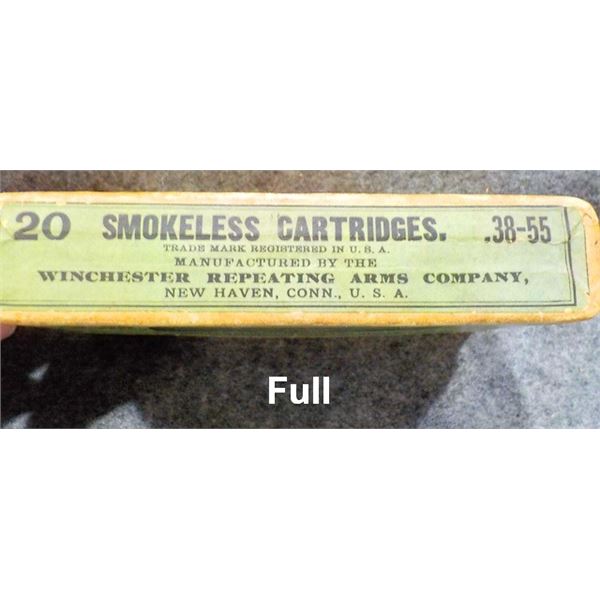 20 SMOKELESS CARTRIDGES. .38-55
TRADE MARK REGISTERED IN U.S.A.
MANUFACTURED BY THE
WINCHESTER REPEATING ARMS COMPANY,
NEW HAVEN, CONN., U. S. A.
Full